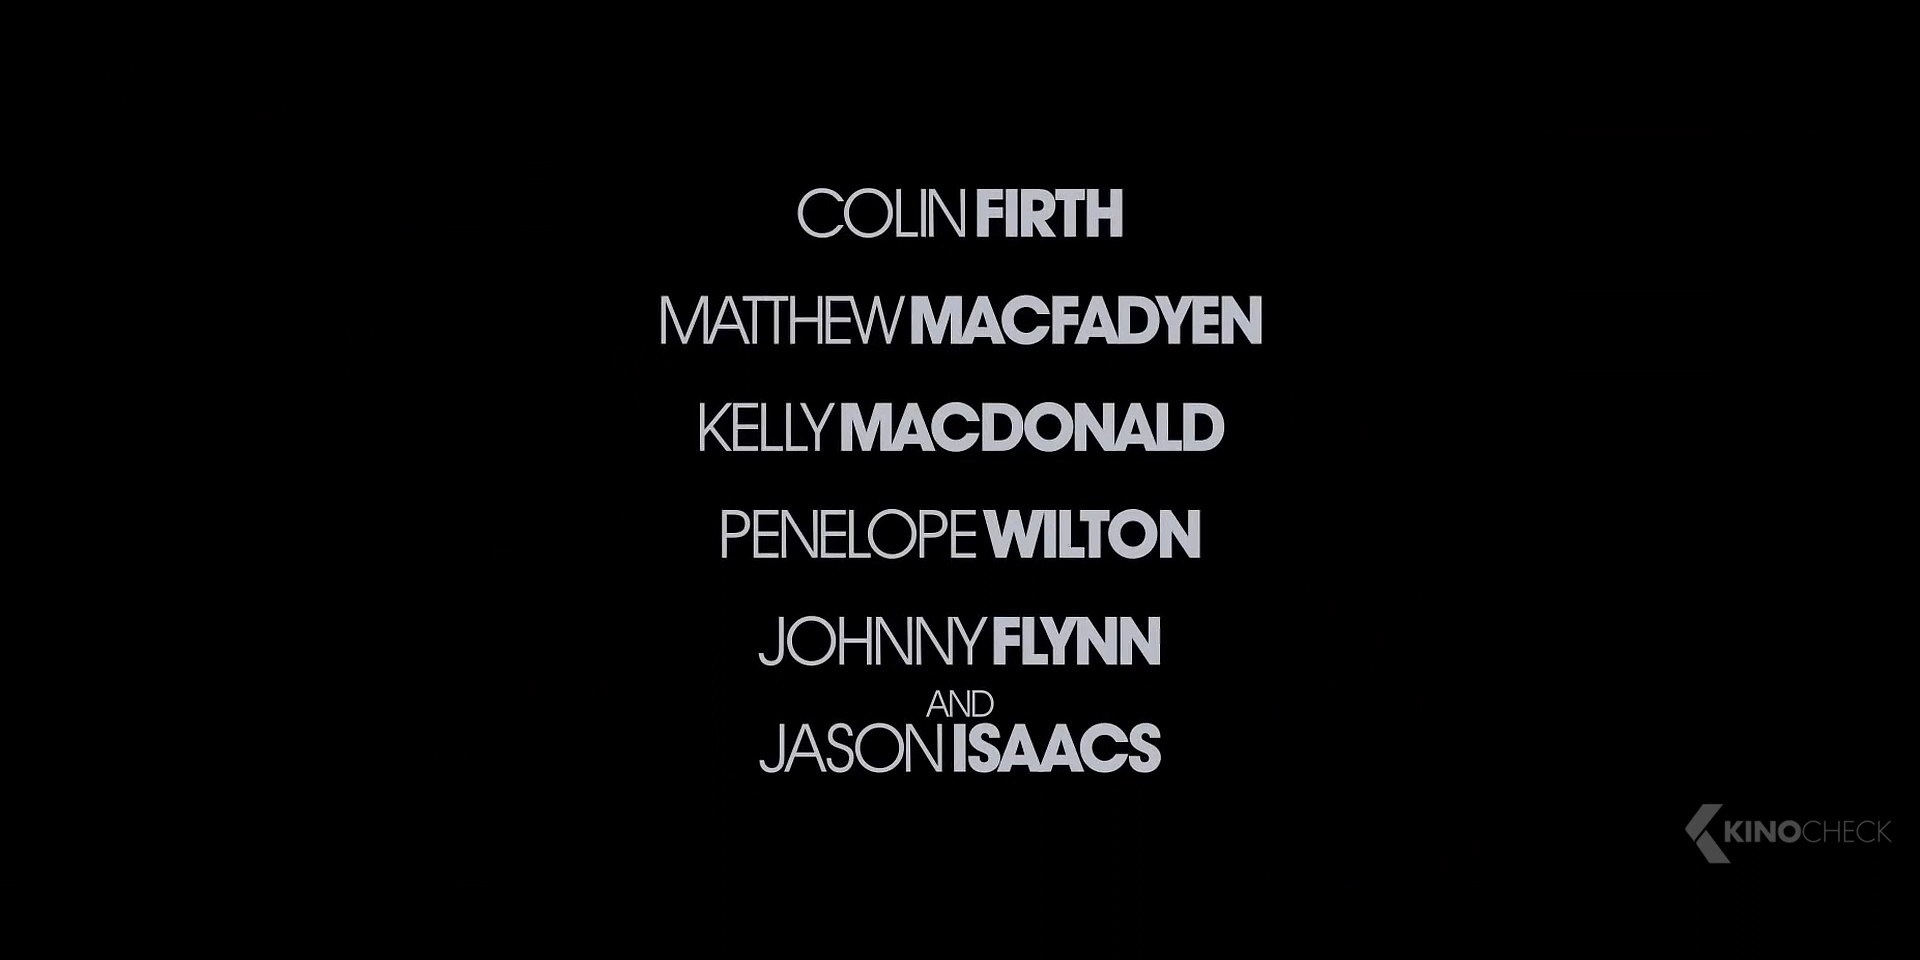 COLIN FIRTH
MATTHEW MACFADYEN
KELLY MACDONALD
PENELOPE WILTON
JOHNNY FLYNN
AND
JASON ISAACS
KINOCHECK